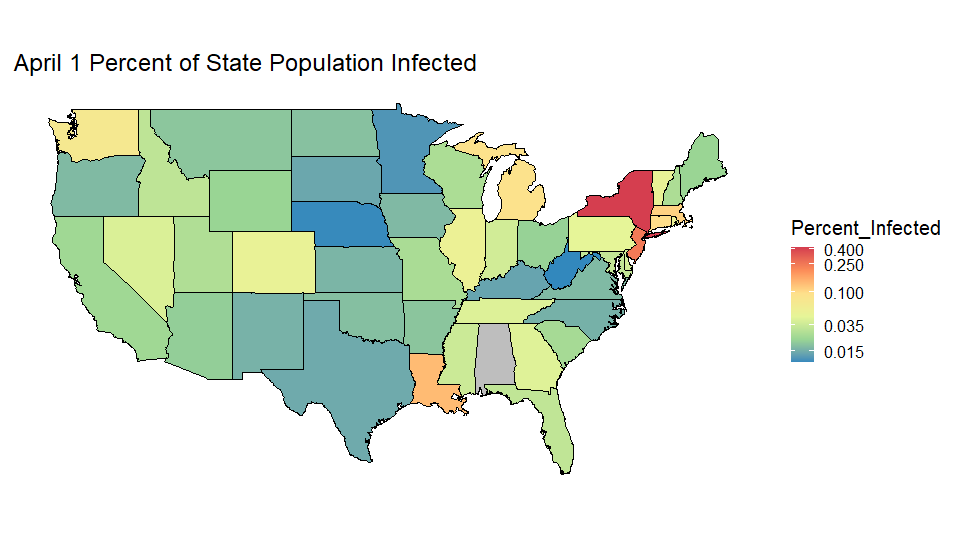 April 1 Percent of State Population Infected
Percent_Infected
0.400
0.250
0.100
0.035
0.015